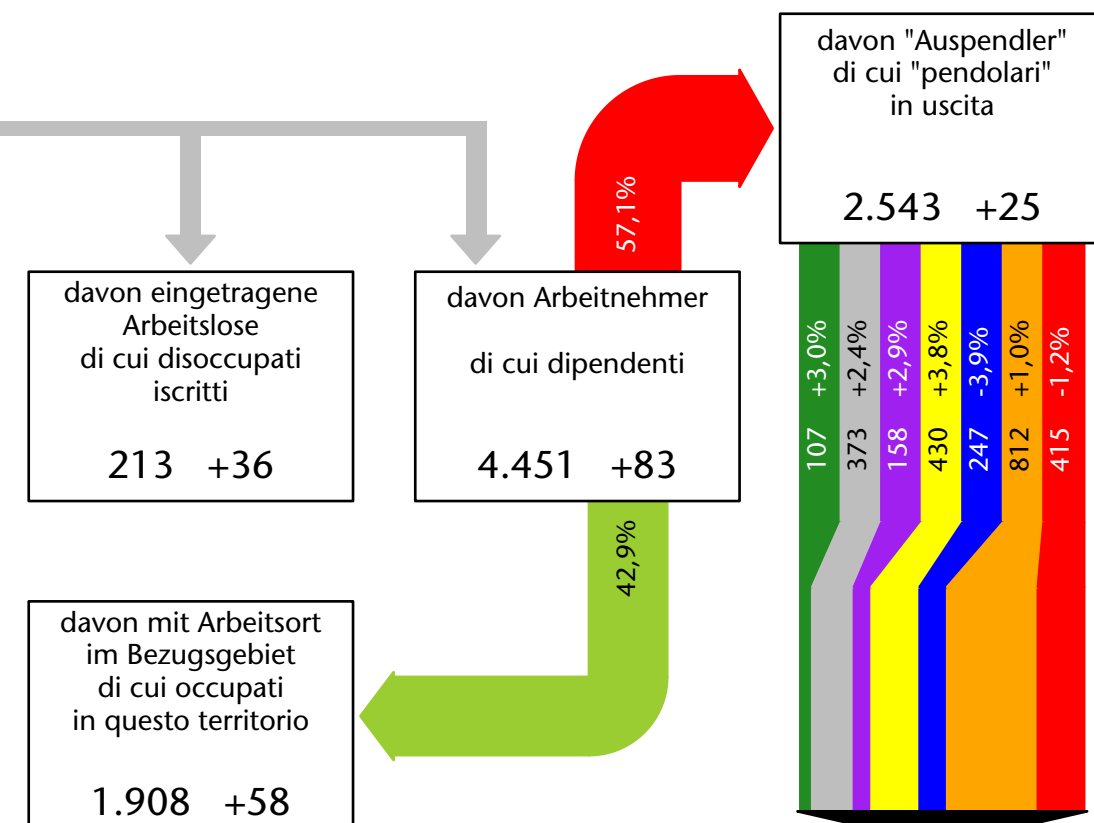 davon "Auspendler"
di cui "pendolari"
in uscita
2.543 +25
57,1%
davon eingetragene
Arbeitslose
di cui disoccupati
iscritti
213 +36
davon Arbeitnehmer
di cui dipendenti
4.451 +83
107 +3,0%
373 +2,4%
158 +2,9%
430 +3,8%
247 -3,9%
812 +1,0%
415 -1,2%
42,9%
davon mit Arbeitsort
im Bezugsgebiet
di cui occupati
in questo territorio
1.908 +58